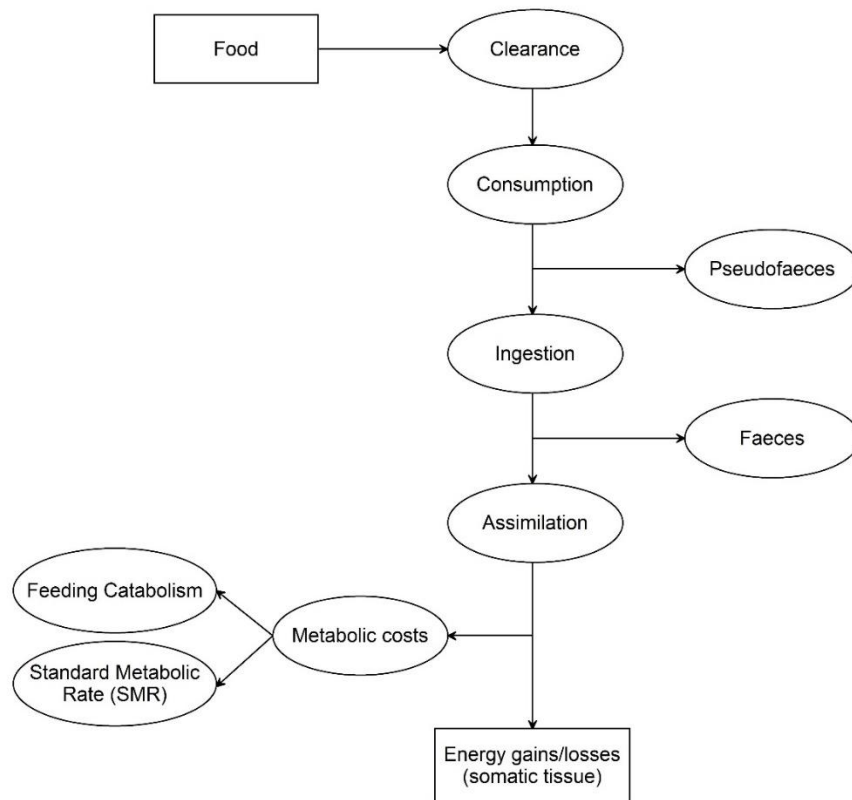 Food
Clearance
Consumption
Pseudofaeces
Ingestion
Faeces
Assimilation
Feeding Catabolism
Metabolic costs
Standard Metabolic
Rate (SMR)
Energy gains/losses
(somatic tissue)